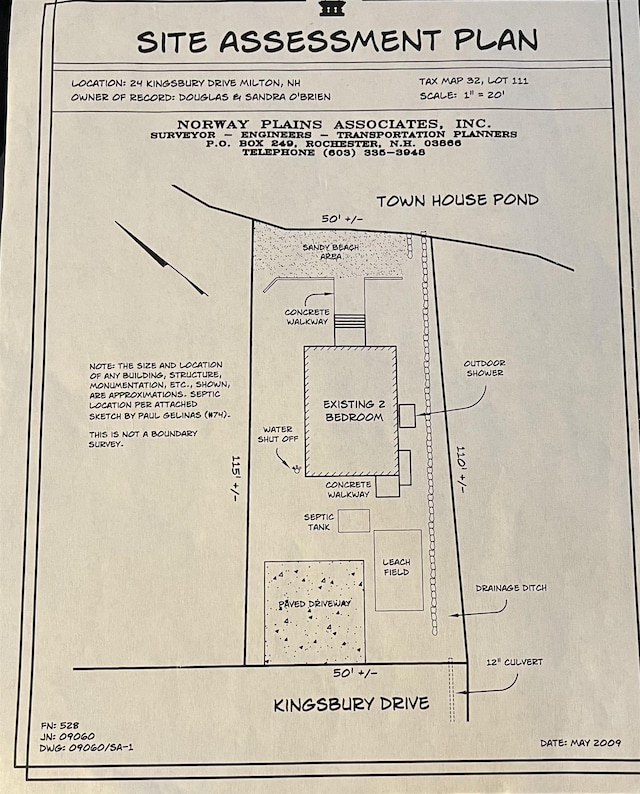 SITE ASSESSMENT PLAN
LOCATION: 24 KINGSBURY DRIVE MILTON, NH
OWNER OF RECORD: DOUGLAS & SANDRA O'BRIEN
TAX MAP 32, LOT 111
SCALE: 1" = 20'
NORWAY PLAINS ASSOCIATES, INC.
SURVEYOR - ENGINEERS - TRANSPORTATION PLANNERS
P.O. BOX 249, ROCHESTER, N.H. 03866
TELEPHONE (603) 335-3948
TOWN HOUSE POND
50' +/-
SANDY BEACH
AREA
CONCRETE
WALKWAY
NOTE: THE SIZE AND LOCATION
OF ANY BUILDING, STRUCTURE,
MONUMENTATION, ETC., SHOWN,
ARE APPROXIMATIONS. SEPTIC
LOCATION PER ATTACHED
SKETCH BY PAUL GELINAS (#74).
THIS IS NOT A BOUNDARY
SURVEY.
OUTDOOR
SHOWER
EXISTING 2
BEDROOM
WATER
SHUT OFF
115' +/-
110' +/-
CONCRETE
WALKWAY
SEPTIC
TANK
LEACH
FIELD
DRAINAGE DITCH
PAVED DRIVEWAY
12" CULVERT
50' +/-
KINGSBURY DRIVE
FN: 528
JN: 09060
DWG: 09060/SA-1
DATE: MAY 2009